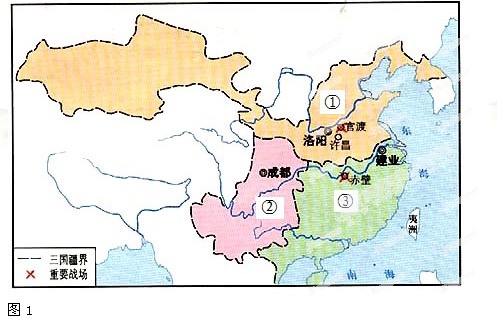 ①
官渡
洛阳
许昌
东
海
建业
成都
赤壁
②
③
夷
洲
三国疆界
重要战场
南 海
图 1